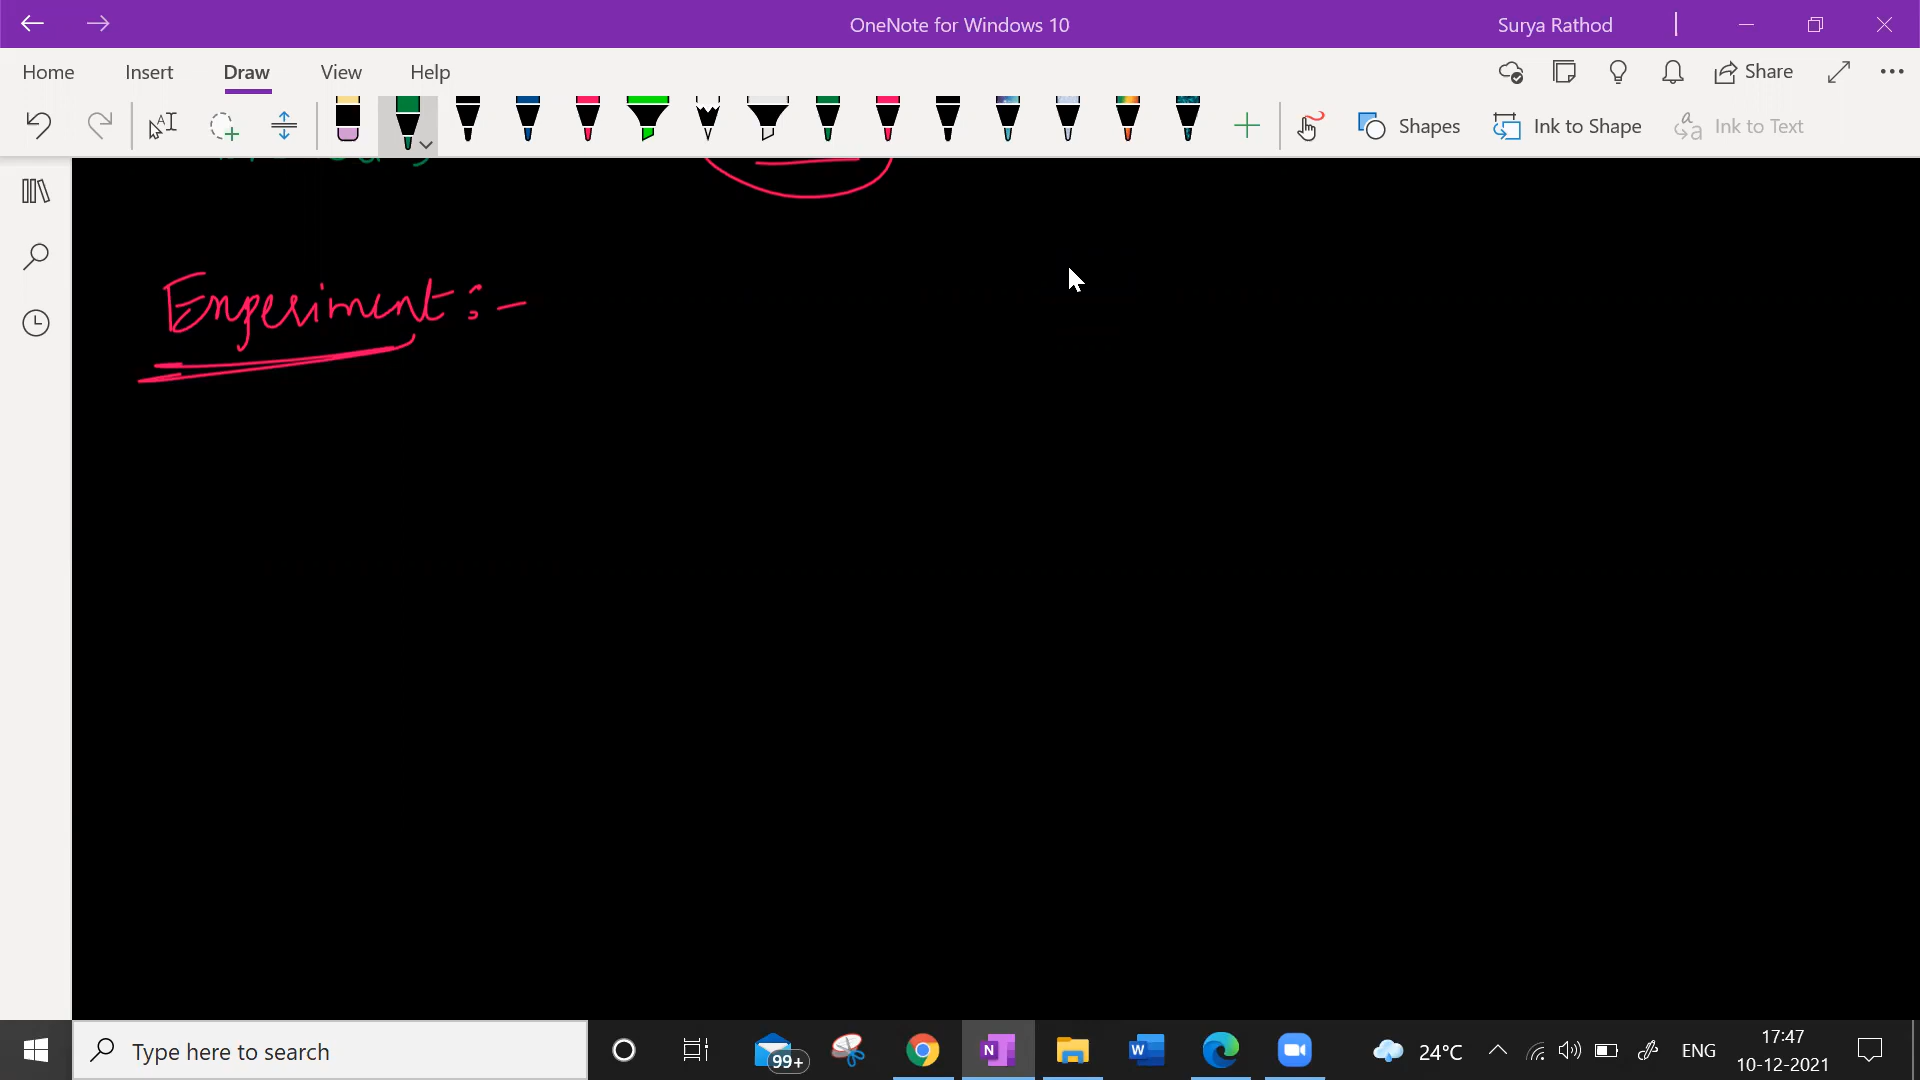 OneNote for Windows 10
Surya Rathod
Home Insert Draw View Help
Share
Shapes Ink to Shape Ink to Text
Experiment :-
Type here to search
99+
24°C
ENG
17:47
10-12-2021